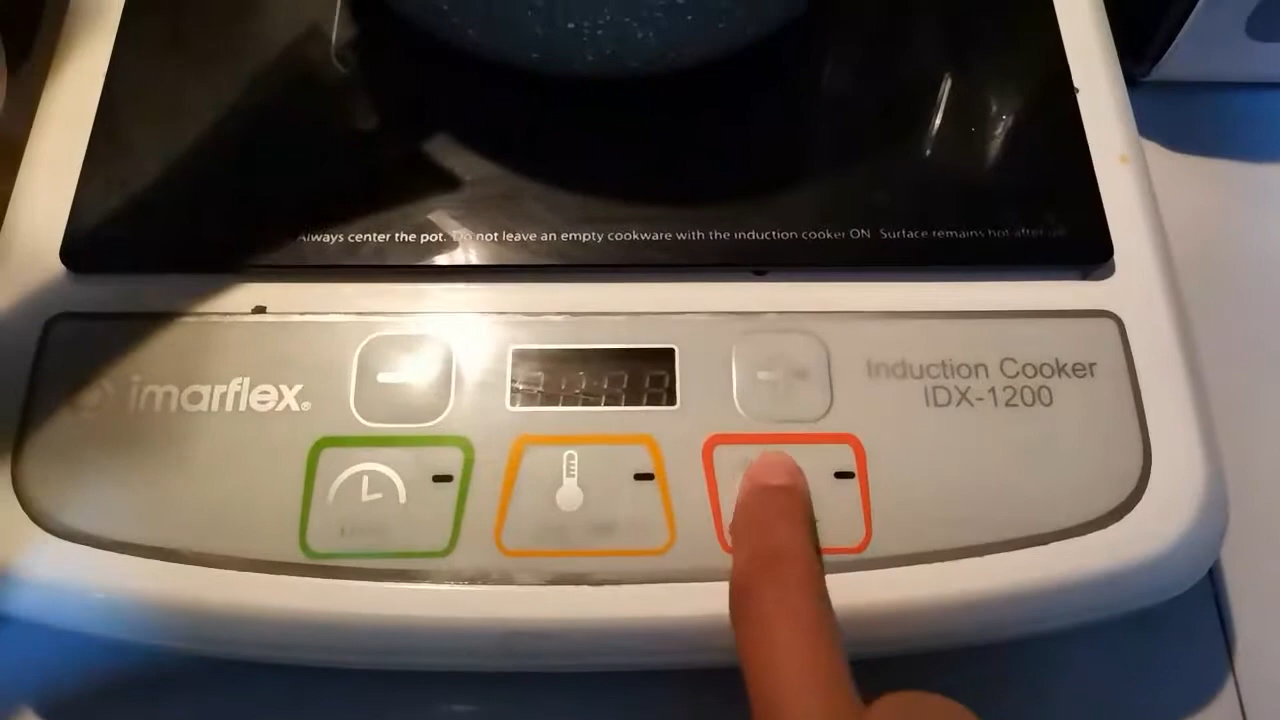 Always center the pot. Do not leave an empty cookware with the induction cooker ON Surface remains hot after use
imarflex®
Induction Cooker
IDX-1200